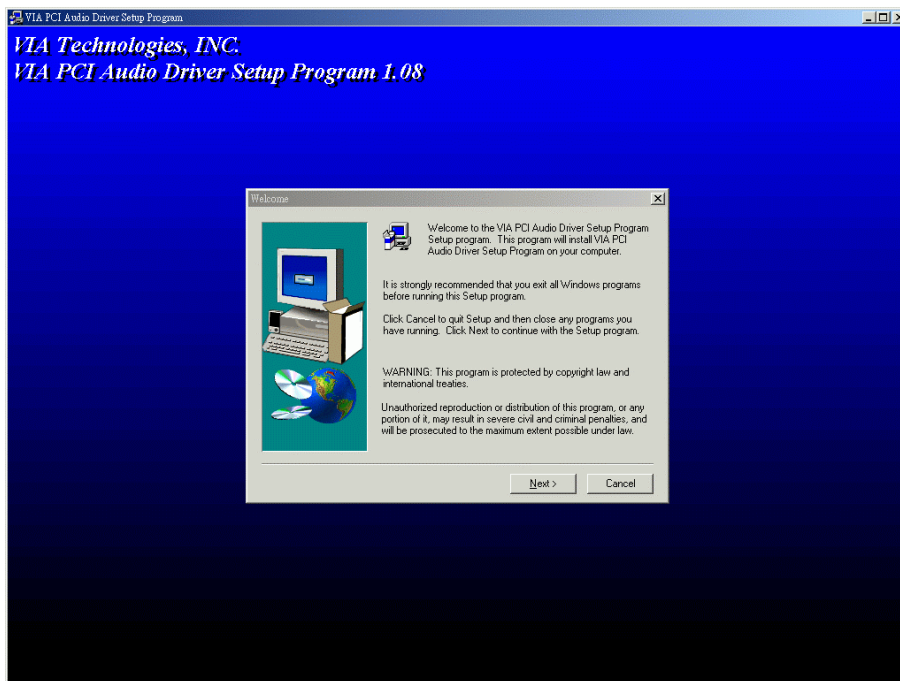 VIA PCI Audio Driver Setup Program
VIA Technologies, INC.
VIA PCI Audio Driver Setup Program 1.08
Welcome
Welcome to the VIA PCI Audio Driver Setup Program
Setup program. This program will install VIA PCI
Audio Driver Setup Program on your computer.
It is strongly recommended that you exit all Windows programs
before running this Setup program.
Click Cancel to quit Setup and then close any programs you
have running. Click Next to continue with the Setup program.
WARNING: This program is protected by copyright law and
international treaties.
Unauthorized reproduction or distribution of this program, or any
portion of it, may result in severe civil and criminal penalties, and
will be prosecuted to the maximum extent possible under law.
Next >
Cancel